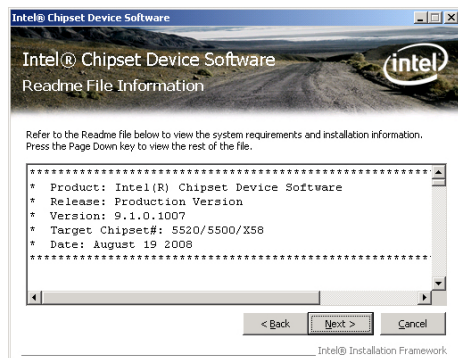 Intel® Chipset Device Software
Intel® Chipset Device Software
intel
Readme File Information
Refer to the Readme file below to view the system requirements and installation information.
Press the Page Down key to view the rest of the file.
*******************************************************
* Product: Intel(R) Chipset Device Software
* Release: Production Version
* Version: 9.1.0.1007
* Target Chipset#: 5520/5500/X58
* Date: August 19 2008
*******************************************************
< Back
Next >
Cancel
Intel® Installation Framework